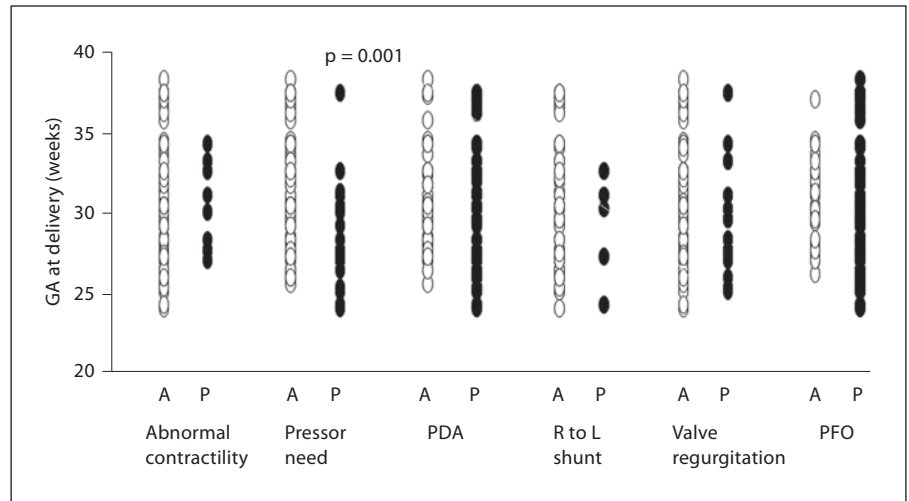 p = 0.001
GA at delivery (weeks)
40
35
30
25
20
A P A P A P A P A P A P
Abnormal contractility
Pressor need
PDA
R to L shunt
Valve regurgitation
PFO